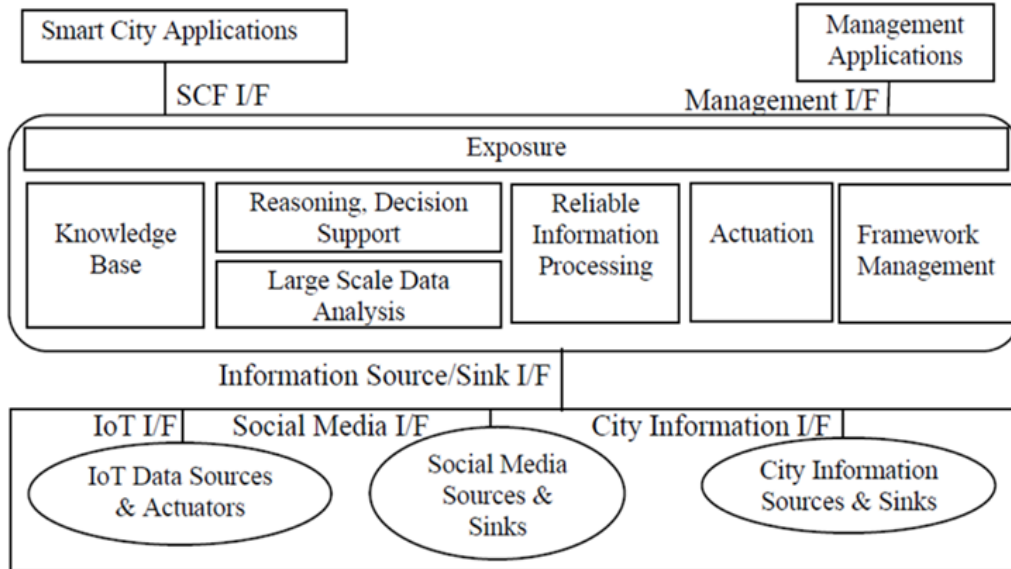 Smart City Applications
Management
Applications
SCF I/F
Management I/F
Exposure
Knowledge
Base
Reasoning, Decision
Support
Large Scale Data
Analysis
Reliable
Information
Processing
Actuation
Framework
Management
Information Source/Sink I/F
IoT I/F
Social Media I/F
City Information I/F
IoT Data Sources
& Actuators
Social Media
Sources &
Sinks
City Information
Sources & Sinks